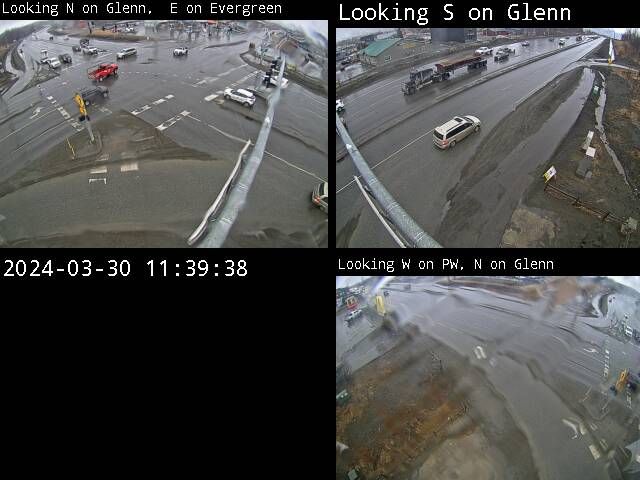 Looking N on Glenn,  E on Evergreen
Looking S on Glenn
2024-03-30 11:39:38
Looking W on PW, N on Glenn